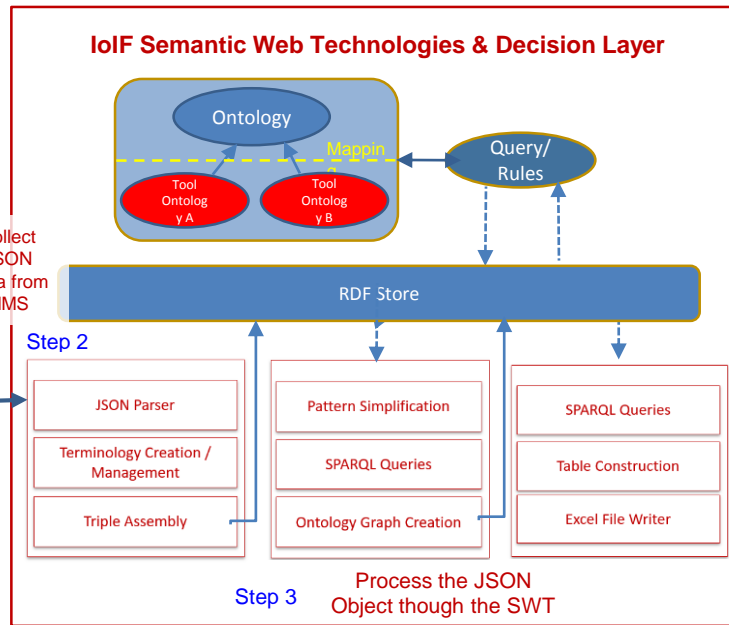 IoIF Semantic Web Technologies & Decision Layer
Ontology
Mappin
g
Query/
Rules
Tool
Ontolog
y A
Tool
Ontolog
y B
ollect
SON
a from
MS
RDF Store
Step 2
JSON Parser
Terminology Creation /
Management
Triple Assembly
Pattern Simplification
SPARQL Queries
Ontology Graph Creation
SPARQL Queries
Table Construction
Excel File Writer
Step 3
Process the JSON
Object though the SWT